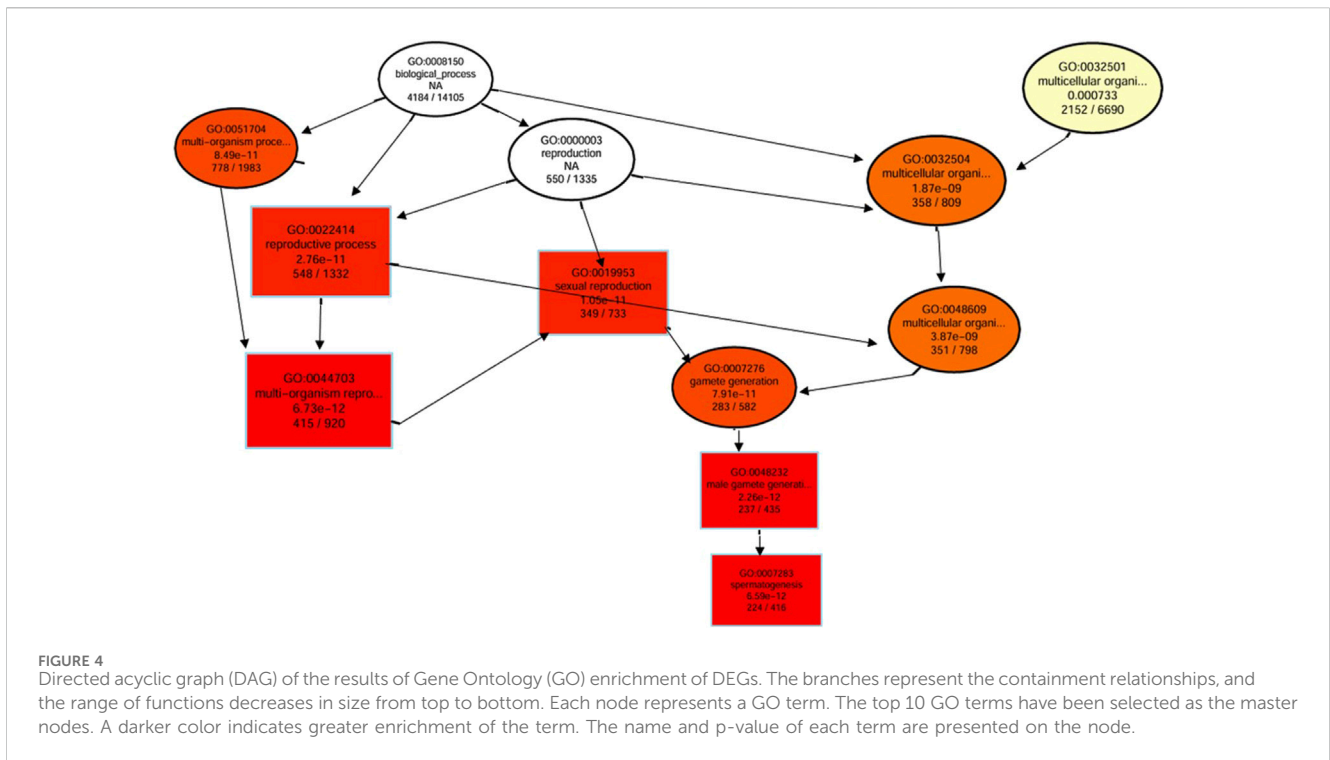 GO:0008150
biological_process
NA
4184 / 14105
GO:0032501
multicellular organi...
0.000733
2152 / 6690
GO:0051704
multi-organism proce...
8.49e-11
778 / 1983
GO:0000003
reproduction
NA
550 / 1335
GO:0032504
multicellular organi...
1.87e-09
358 / 809
GO:0022414
reproductive process
2.76e-11
548 / 1332
GO:0019953
sexual reproduction
1.05e-11
349 / 733
GO:0048609
multicellular organi...
3.87e-09
351 / 798
GO:0044703
multi-organism repro...
6.73e-12
415 / 920
GO:0007276
gamete generation
7.91e-11
283 / 582
GO:0048232
male gamete generati...
2.26e-12
237 / 435
GO:0007283
spermatogenesis
6.59e-12
224 / 416
FIGURE 4
Directed acyclic graph (DAG) of the results of Gene Ontology (GO) enrichment of DEGs. The branches represent the containment relationships, and
the range of functions decreases in size from top to bottom. Each node represents a GO term. The top 10 GO terms have been selected as the master
nodes. A darker color indicates greater enrichment of the term. The name and p-value of each term are presented on the node.